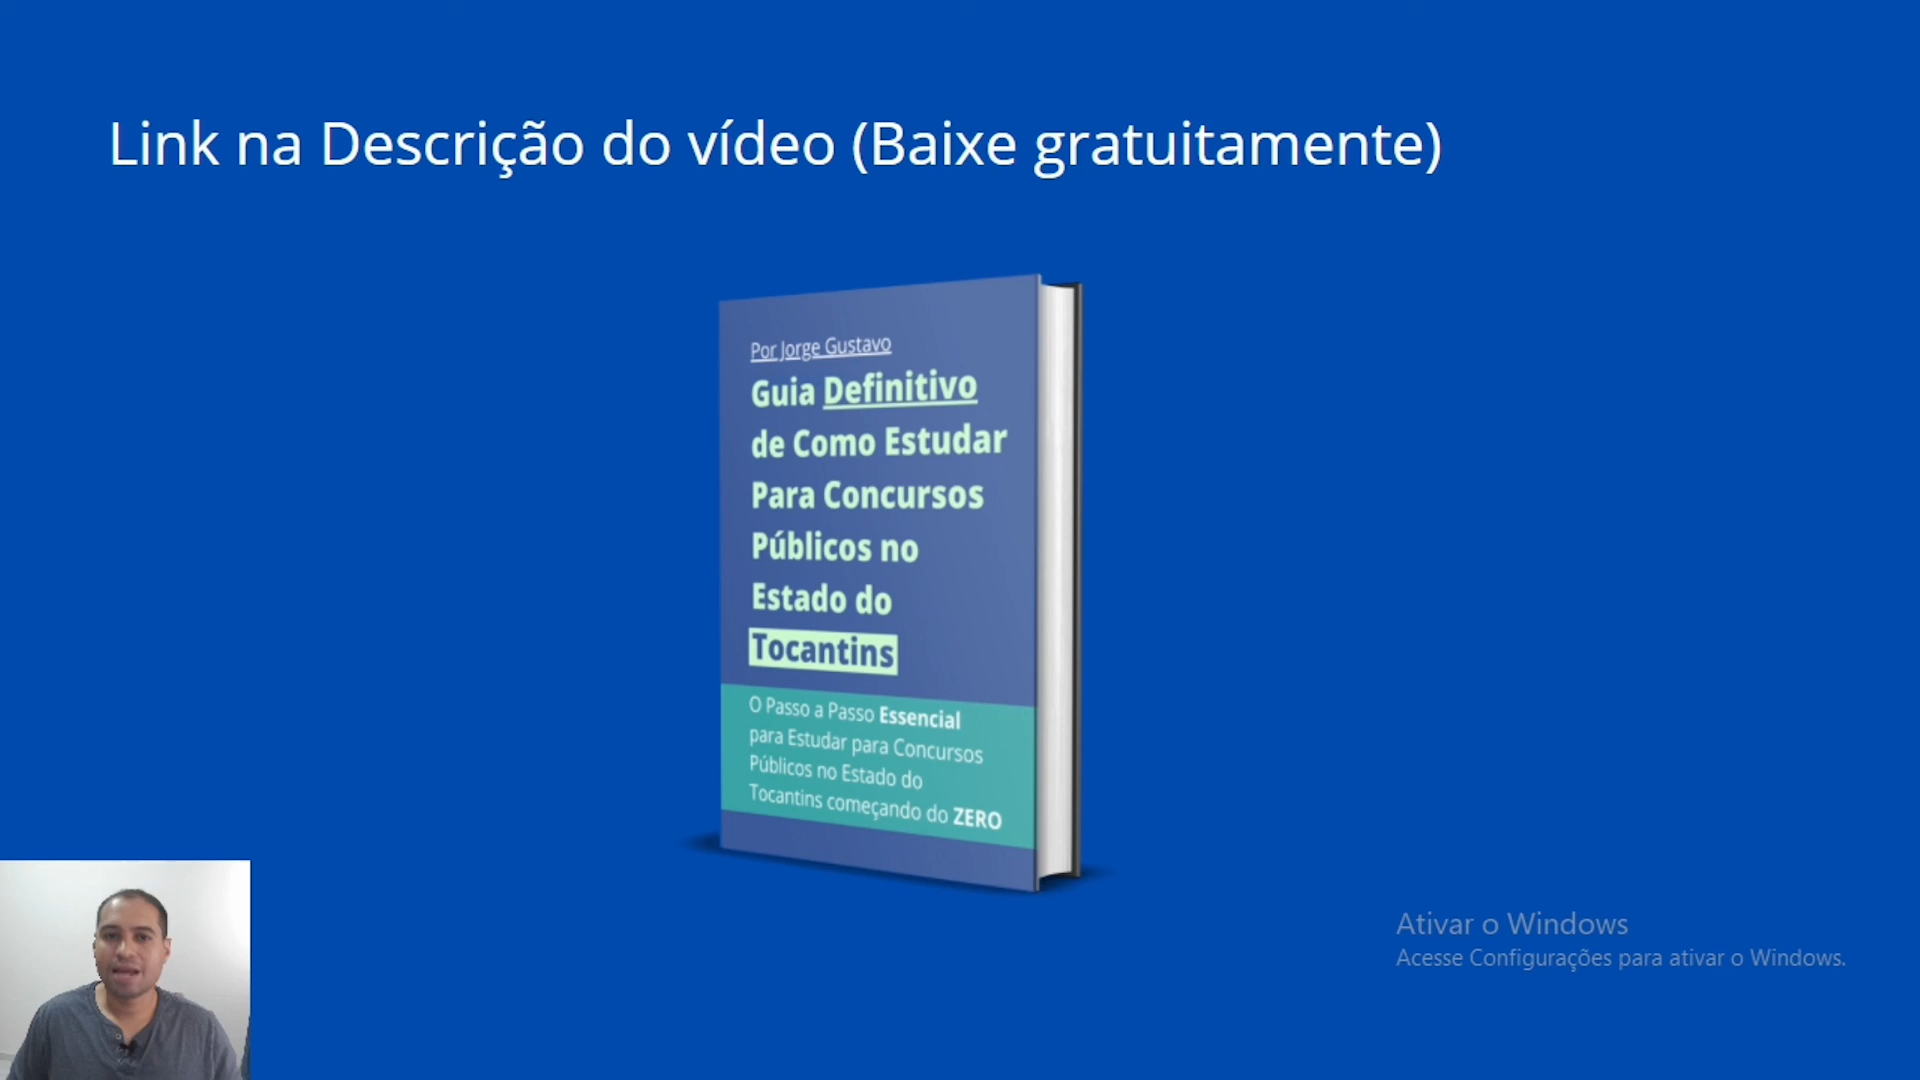 Link na Descrição do vídeo (Baixe gratuitamente)
Por Jorge Gustavo
Guia Definitivo
de Como Estudar
Para Concursos
Públicos no
Estado do
Tocantins
O Passo a Passo Essencial
para Estudar para Concursos
Públicos no Estado do
Tocantins começando do ZERO
Ativar o Windows
Acesse Configurações para ativar o Windows.